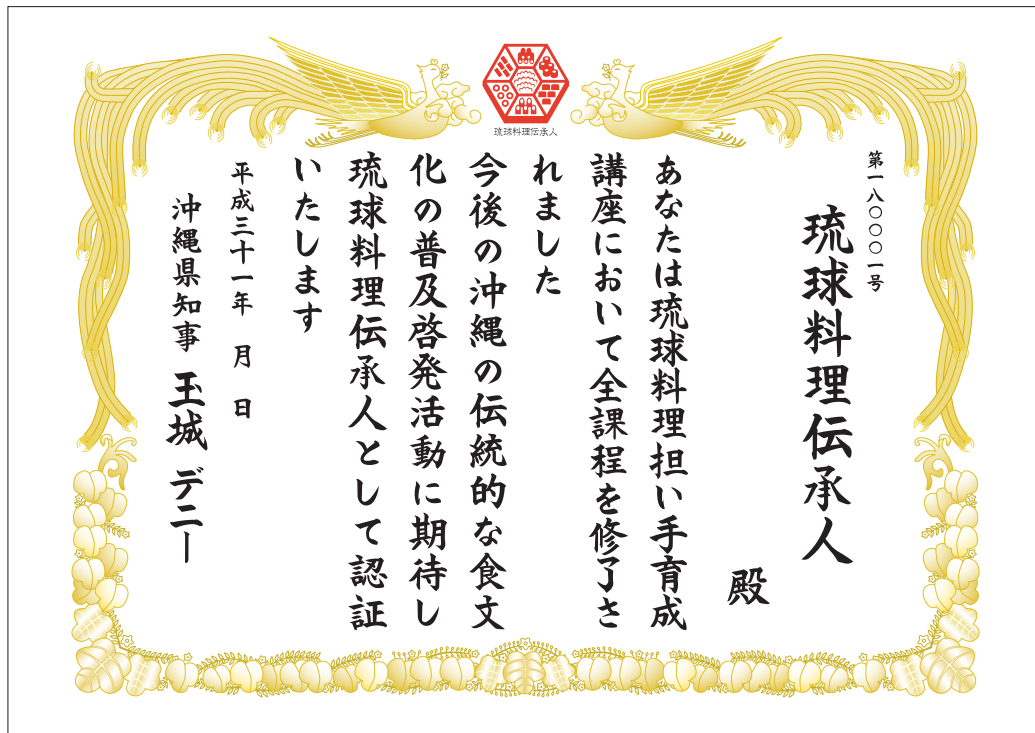 琉球料理伝承人
第一八〇〇〇一号
琉球料理伝承人
殿
あなたは琉球料理担い手育成
講座において全課程を修了さ
れました
今後の沖縄の伝統的な食文
化の普及啓発活動に期待し
琉球料理伝承人として認証
いたします
平成三十一年 月 日
沖縄県知事 玉城 デニー